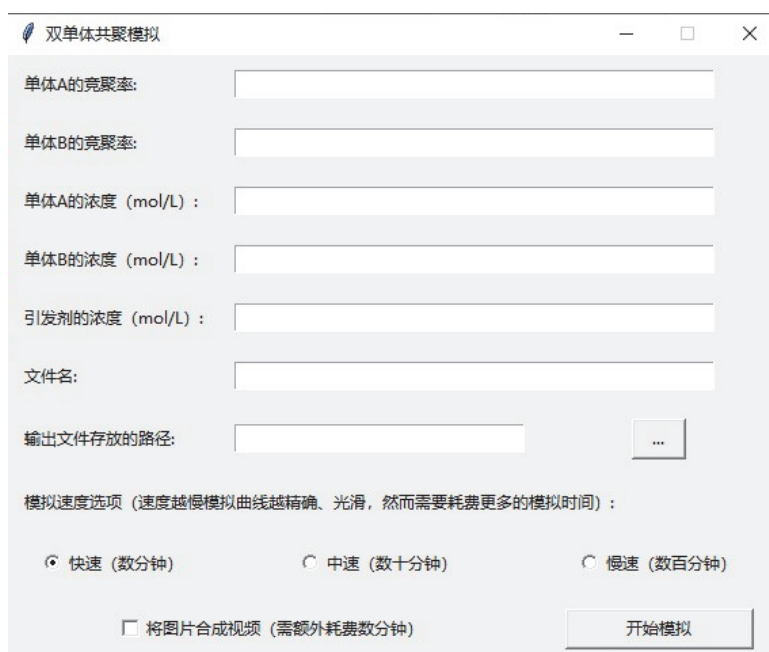 双单体共聚模拟
单体A的竞聚率:
单体B的竞聚率:
单体A的浓度（mol/L）:
单体B的浓度（mol/L）:
引发剂的浓度（mol/L）:
文件名:
输出文件存放的路径:
...
模拟速度选项（速度越慢模拟曲线越精确、光滑，然而需要耗费更多的模拟时间）:
快速（数分钟） 中速（数十分钟） 慢速（数百分钟）
将图片合成视频（需额外耗费数分钟） 开始模拟